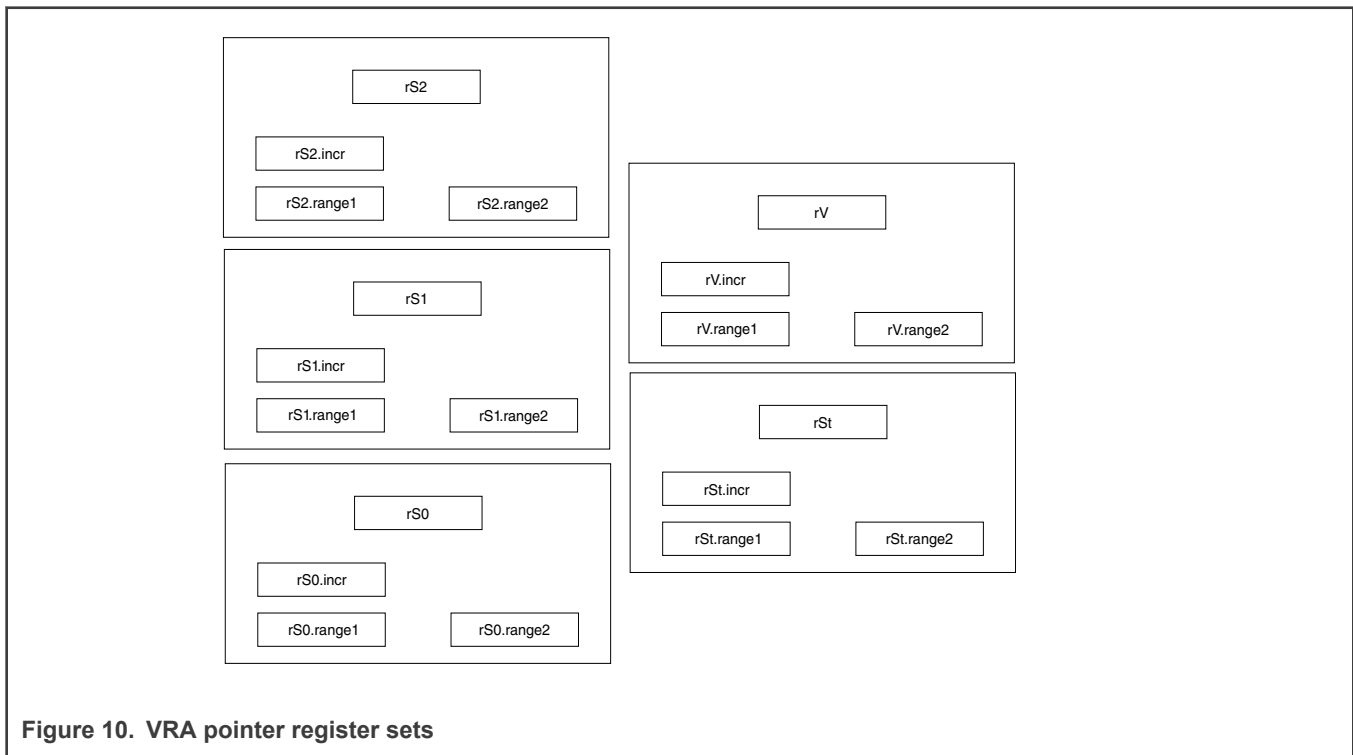 rS2
rS2.incr
rS2.range1 rS2.range2
rS1
rS1.incr
rS1.range1 rS1.range2
rS0
rS0.incr
rS0.range1 rS0.range2
rV
rV.incr
rV.range1 rV.range2
rSt
rSt.incr
rSt.range1 rSt.range2
Figure 10. VRA pointer register sets